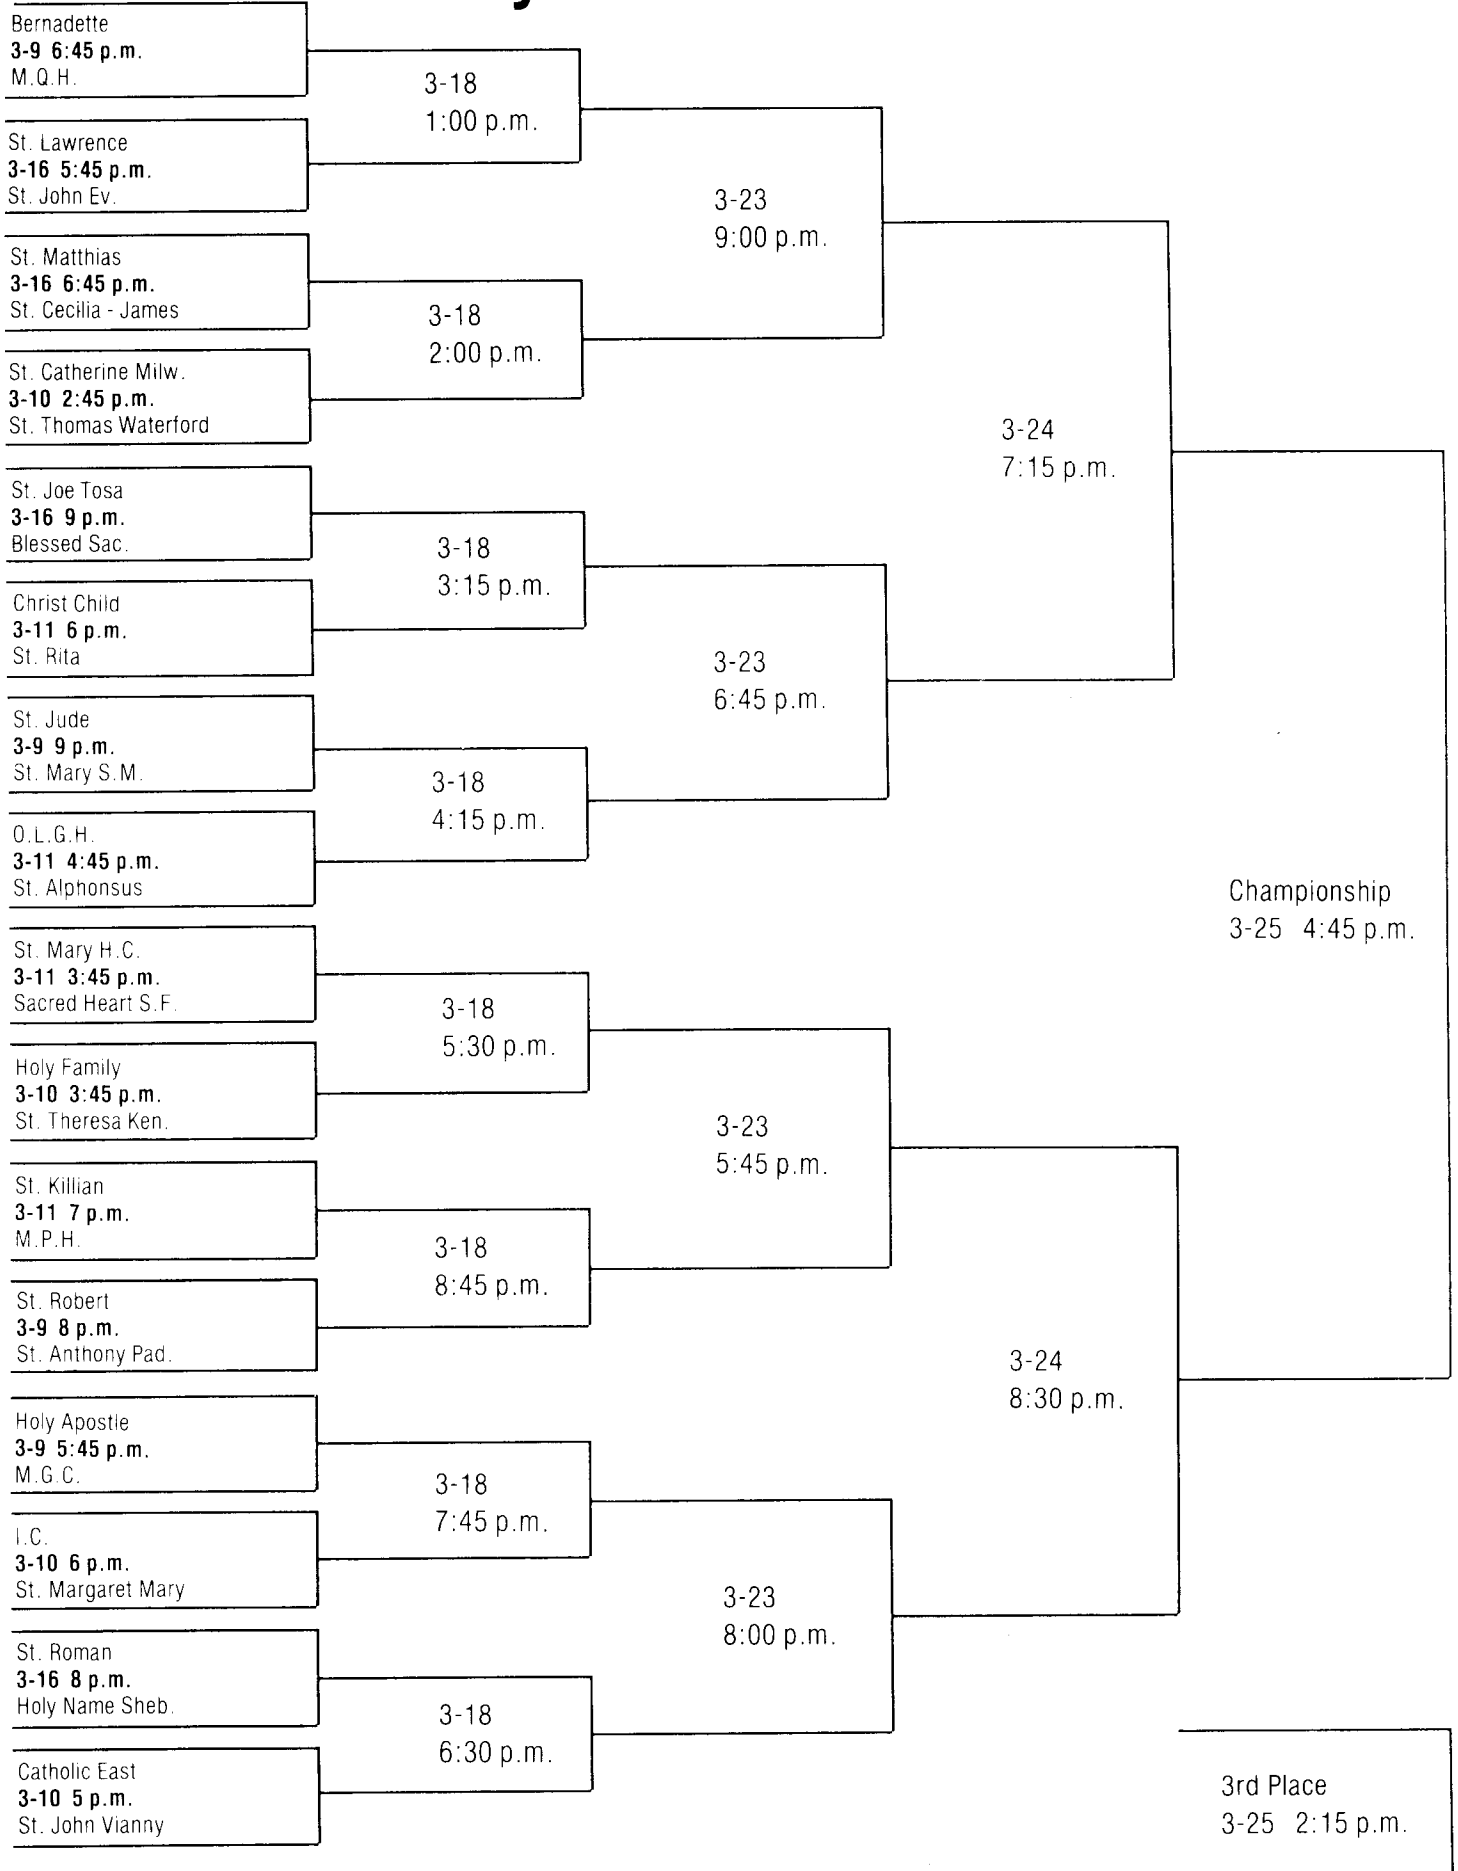 Bernadette
3-9 6:45 p.m.
M.Q.H.
St. Lawrence
3-16 5:45 p.m.
St. John Ev.
St. Matthias
3-16 6:45 p.m.
St. Cecilia - James
St. Catherine Milw.
3-10 2:45 p.m.
St. Thomas Waterford
St. Joe Tosa
3-16 9 p.m.
Blessed Sac.
Christ Child
3-11 6 p.m.
St. Rita
St. Jude
3-9 9 p.m.
St. Mary S.M.
O.L.G.H.
3-11 4:45 p.m.
St. Alphonsus
St. Mary H.C.
3-11 3:45 p.m.
Sacred Heart S.F.
Holy Family
3-10 3:45 p.m.
St. Theresa Ken.
St. Killian
3-11 7 p.m.
M.P.H.
St. Robert
3-9 8 p.m.
St. Anthony Pad.
Holy Apostle
3-9 5:45 p.m.
M.G.C.
I.C.
3-10 6 p.m.
St. Margaret Mary
St. Roman
3-16 8 p.m.
Holy Name Sheb.
Catholic East
3-10 5 p.m.
St. John Vianny
3-18
1:00 p.m.
3-18
2:00 p.m.
3-18
3:15 p.m.
3-18
4:15 p.m.
3-18
5:30 p.m.
3-18
8:45 p.m.
3-18
7:45 p.m.
3-18
6:30 p.m.
3-23
9:00 p.m.
3-23
6:45 p.m.
3-23
5:45 p.m.
3-23
8:00 p.m.
3-24
7:15 p.m.
3-24
8:30 p.m.
Championship
3-25 4:45 p.m.
3rd Place
3-25 2:15 p.m.